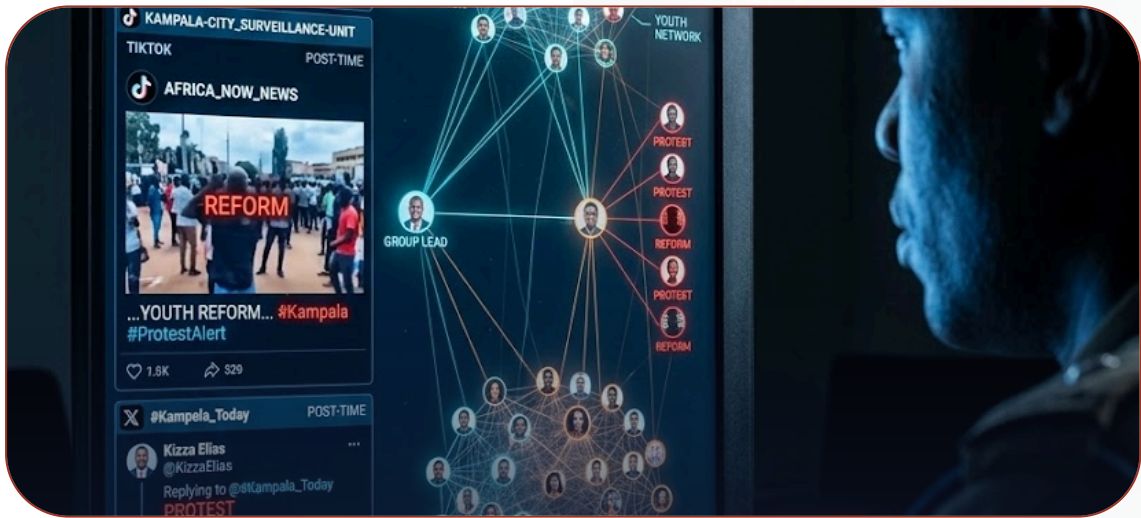 KAMPALA-CITY_SURVEILLANCE-UNIT
TIKTOK
POST-TIME
AFRICA_NOW_NEWS
REFORM
...YOUTH REFORM... #Kampala
#ProtestAlert
1.6K
529
#Kampela_Today
POST-TIME
Kizza Elias
@KizzaElias
Replying to
PROTEST
YOUTH
NETWORK
GROUP LEAD
PROTEST
PROTEST
REFORM
PROTEST
REFORM